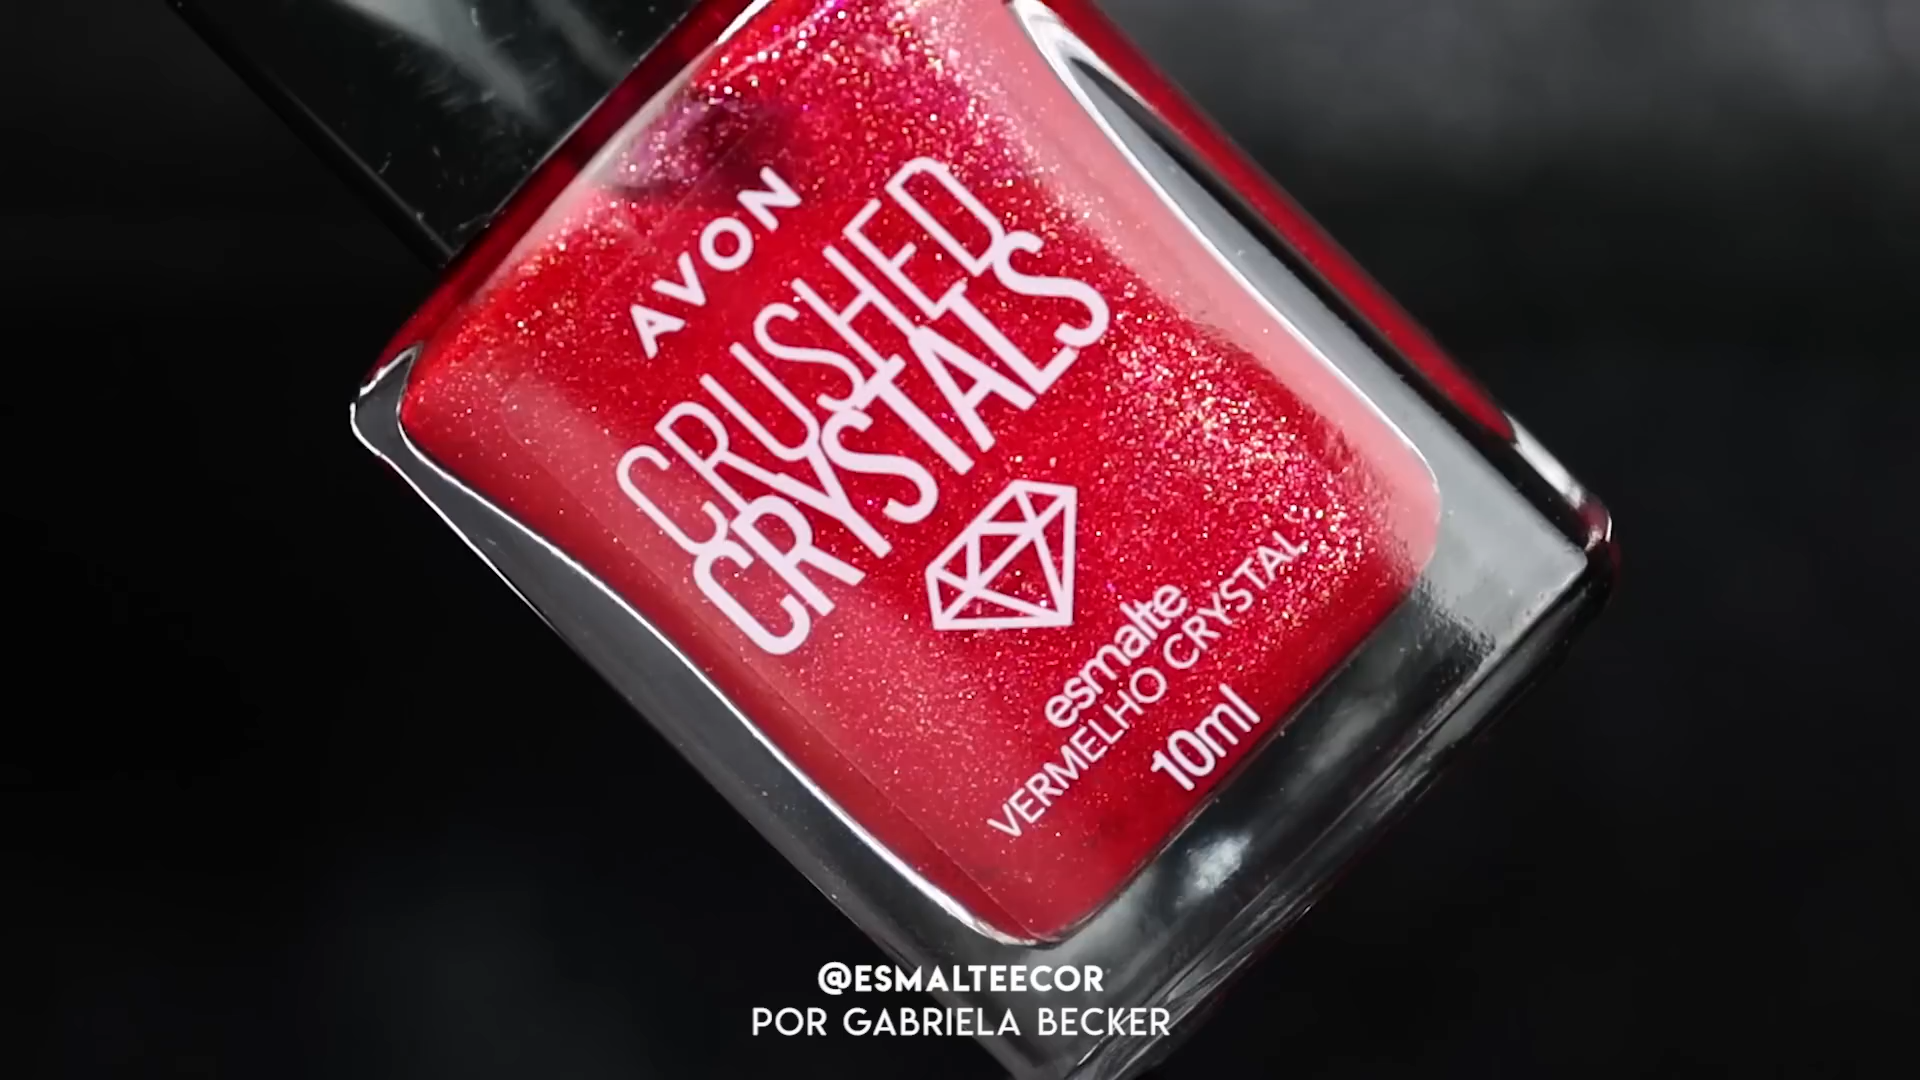 AVON
CRUSHED
CRYSTALS
esmalte
VERMELHO CRYSTAL
10ml
@ESMALTEECOR
POR GABRIELA BECKER